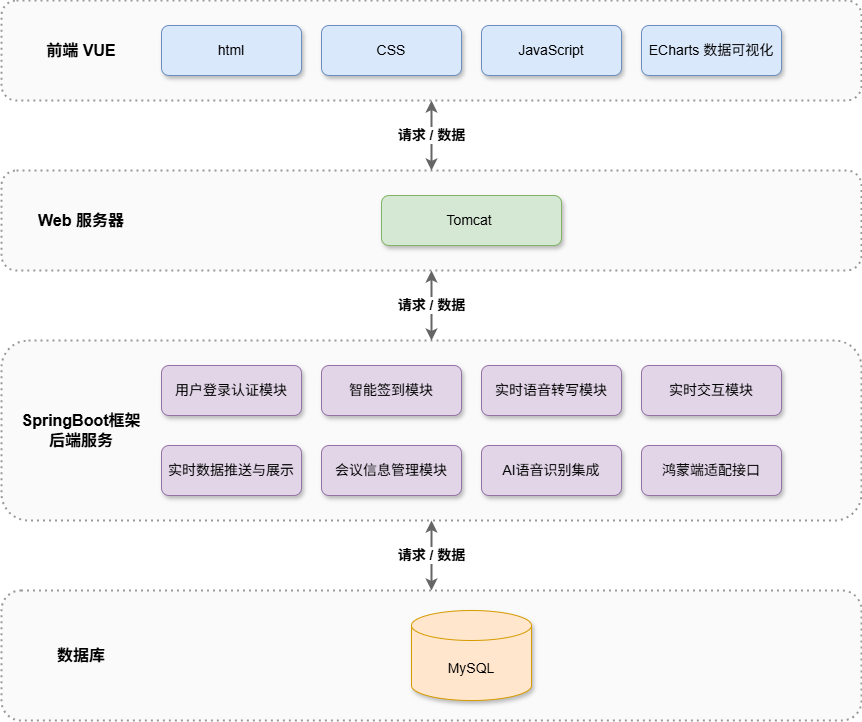 前端 VUE
html
CSS
JavaScript
ECharts 数据可视化
请求 / 数据
Web 服务器
Tomcat
请求 / 数据
SpringBoot框架
后端服务
用户登录认证模块
智能签到模块
实时语音转写模块
实时交互模块
实时数据推送与展示
会议信息管理模块
AI语音识别集成
鸿蒙端适配接口
请求 / 数据
数据库
MySQL